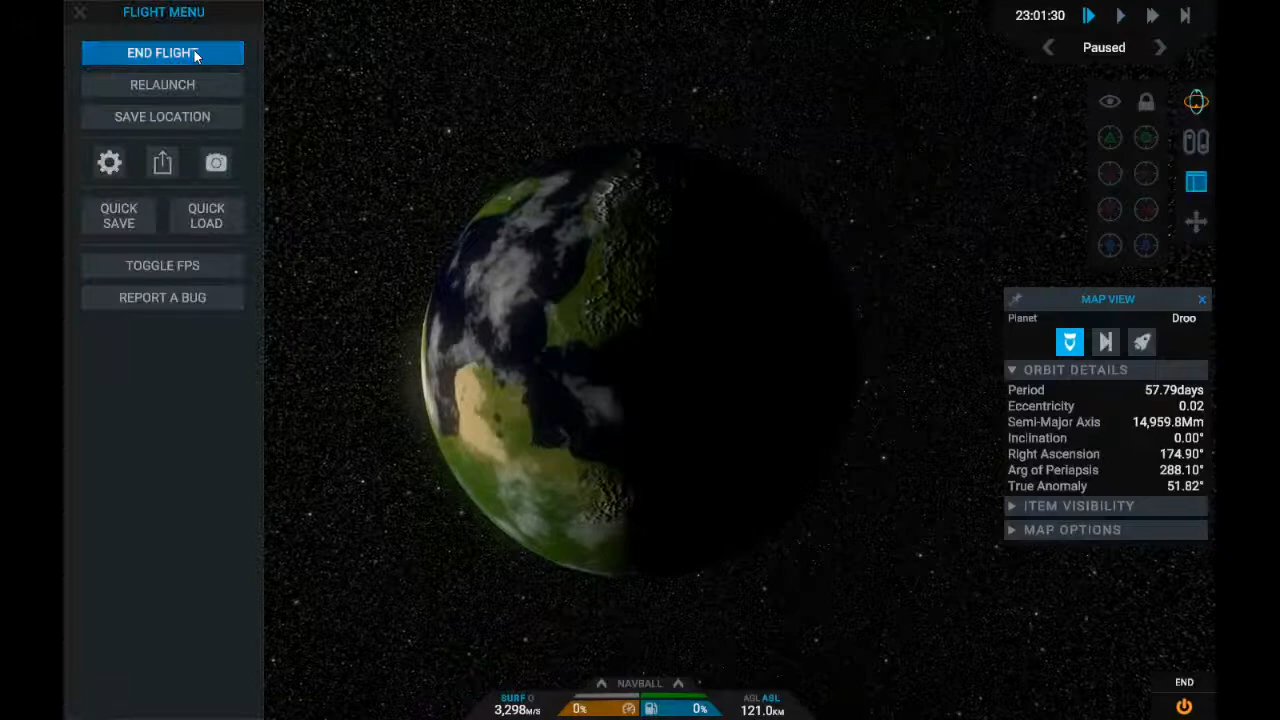 FLIGHT MENU
END FLIGHT
RELAUNCH
SAVE LOCATION
QUICK SAVE
QUICK LOAD
TOGGLE FPS
REPORT A BUG
23:01:30
Paused
MAP VIEW
Planet Droo
ORBIT DETAILS
Period 57.79days
Eccentricity 0.02
Semi-Major Axis 14,959.8Mm
Inclination 0.00°
Right Ascension 174.90°
Arg of Periapsis 288.10°
True Anomaly 51.82°
ITEM VISIBILITY
MAP OPTIONS
NAVBALL
SURF
3,298M/S
0%
0%
AGL ASL
121.0KM
END